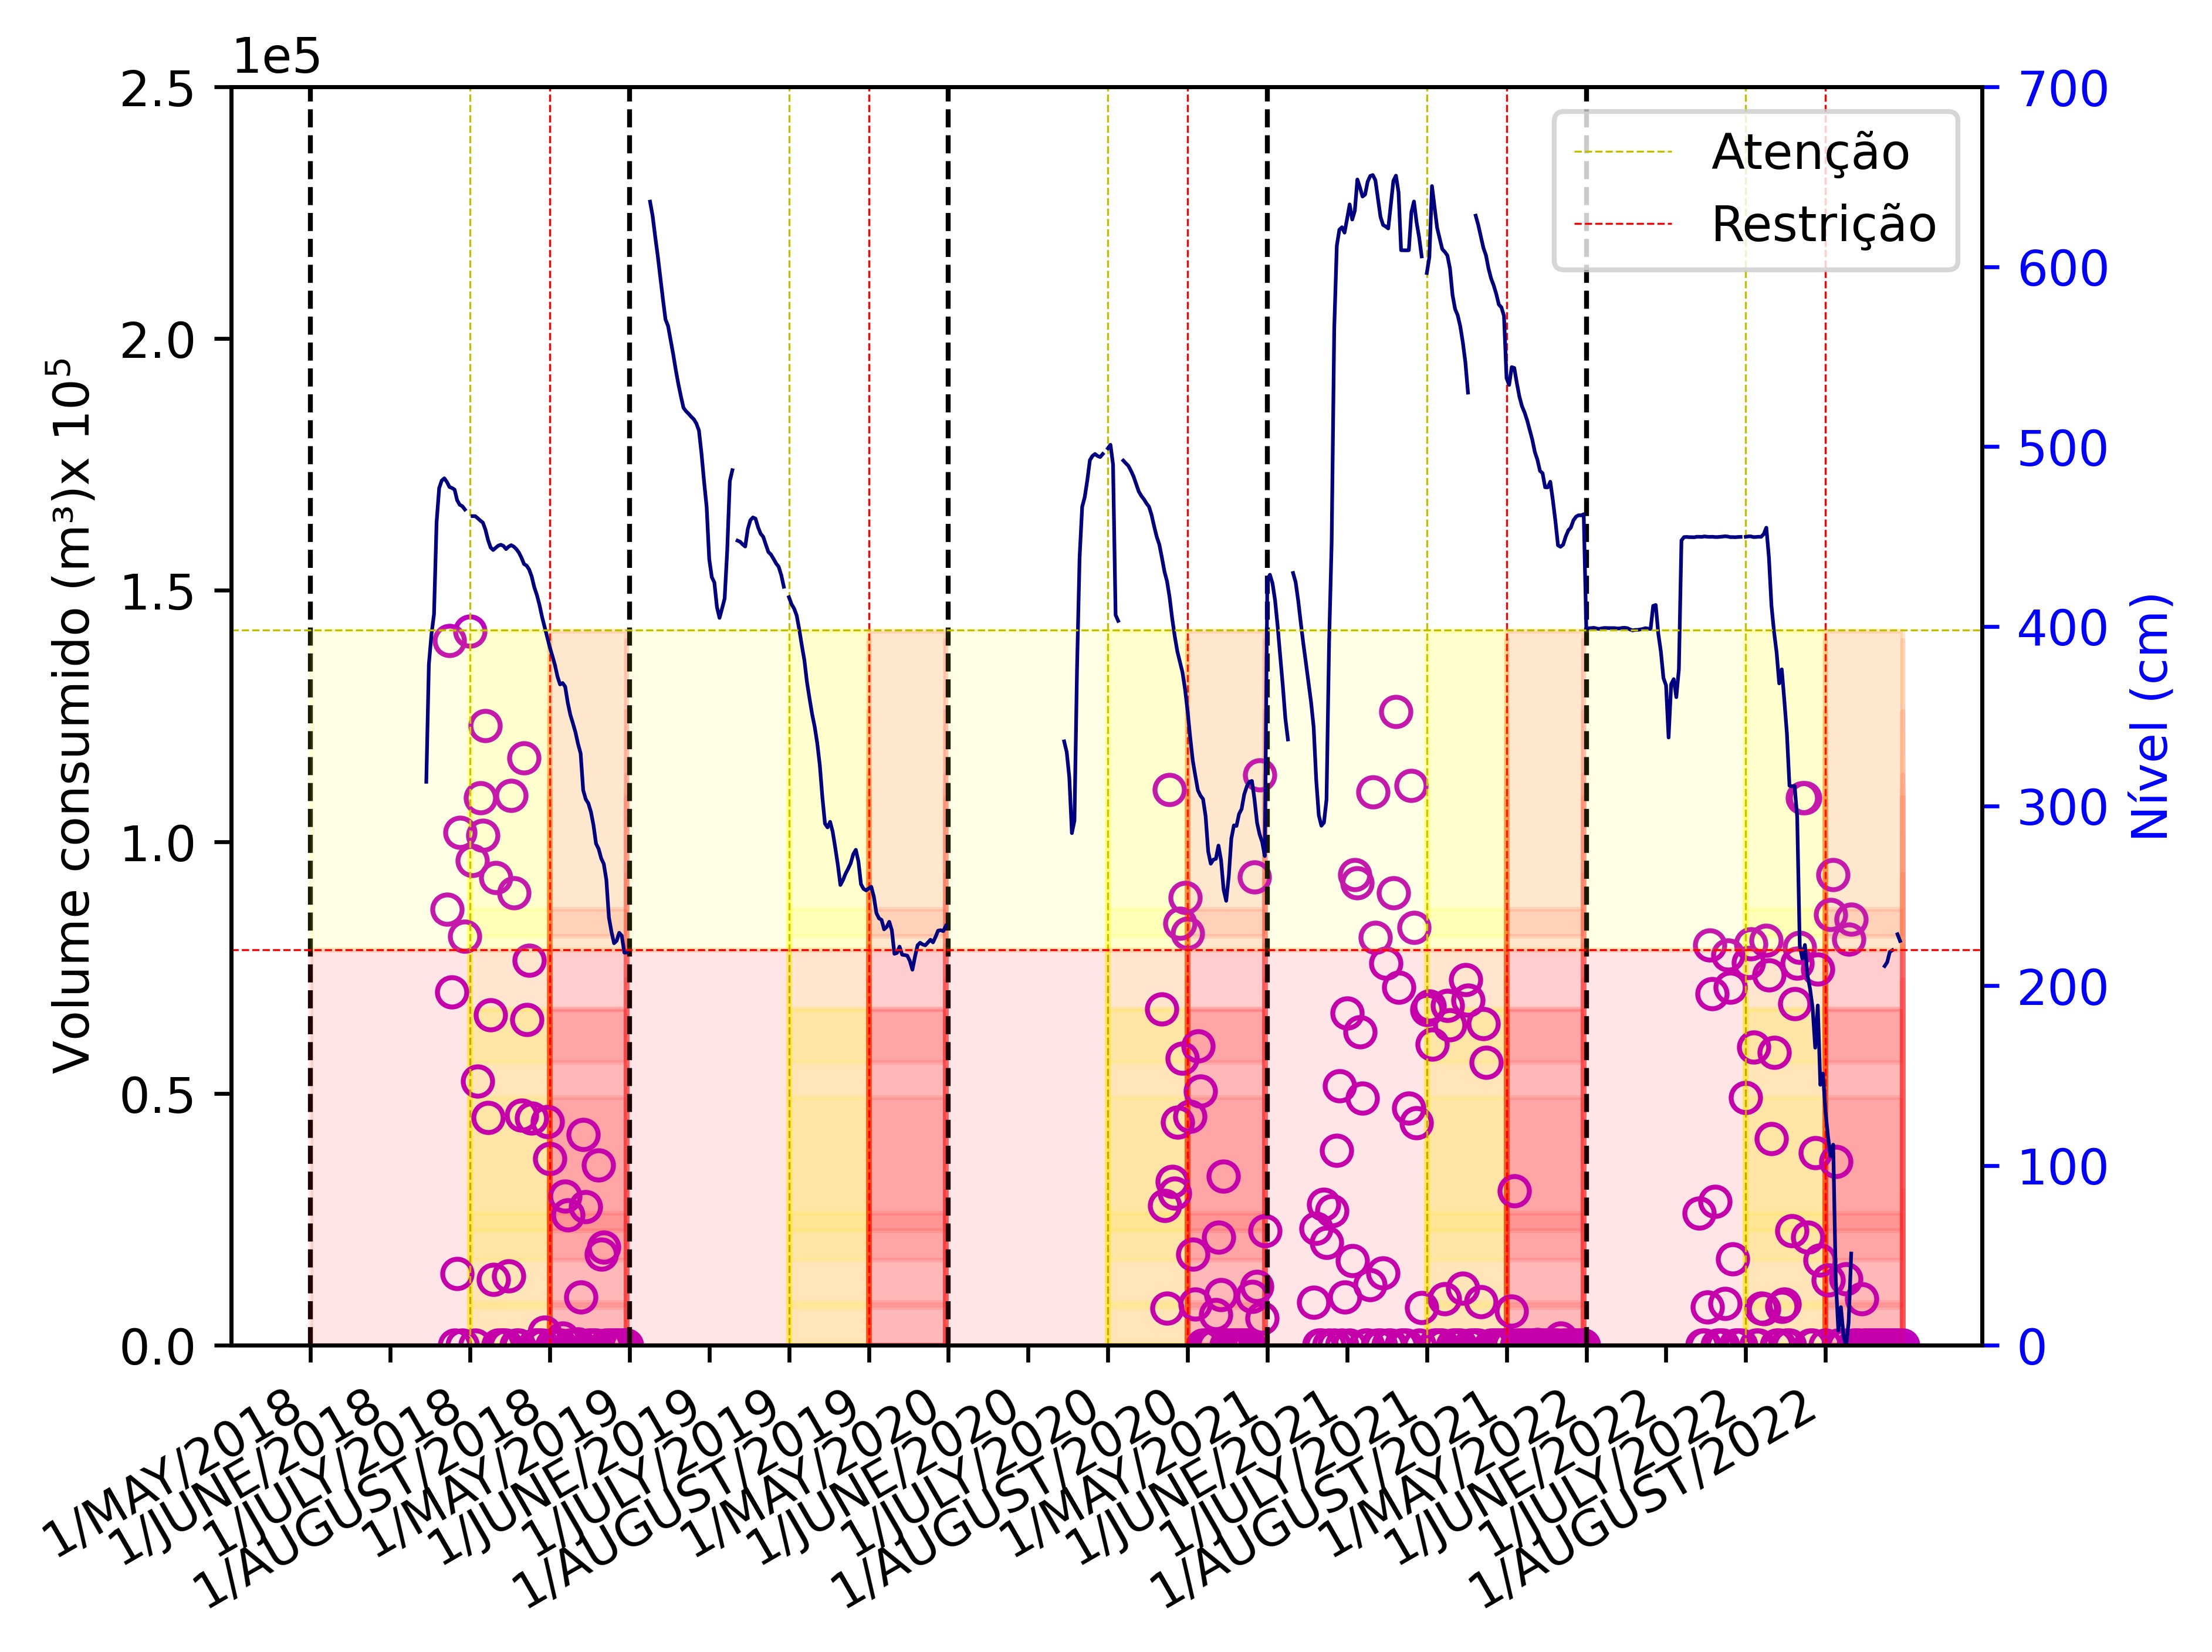 1e5
Volume consumido (m³)x 10⁵
2.5
2.0
1.5
1.0
0.5
0.0
Atenção
Restrição
700
600
500
400
300
200
100
0
Nível (cm)
1/MAY/2018
1/JUNE/2018
1/JULY/2018
1/AUGUST/2018
1/MAY/2019
1/JUNE/2019
1/JULY/2019
1/AUGUST/2019
1/MAY/2020
1/JUNE/2020
1/JULY/2020
1/AUGUST/2020
1/MAY/2021
1/JUNE/2021
1/JULY/2021
1/AUGUST/2021
1/MAY/2022
1/JUNE/2022
1/JULY/2022
1/AUGUST/2022